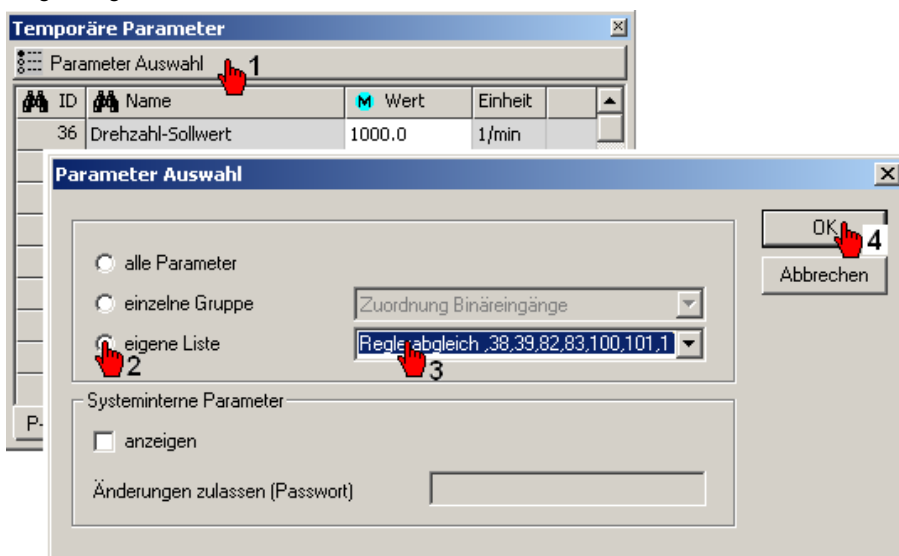 Temporäre Parameter
Parameter Auswahl 1
ID Name M Wert Einheit
36 Drehzahl-Sollwert 1000.0 1/min
Parameter Auswahl
OK 4
alle Parameter
Abbrechen
einzelne Gruppe Zuordnung Binäreingänge
eigene Liste Reglerabgleich ,38,39,82,83,100,101,1
2 3
Systeminterne Parameter
P-
anzeigen
Änderungen zulassen (Passwort)